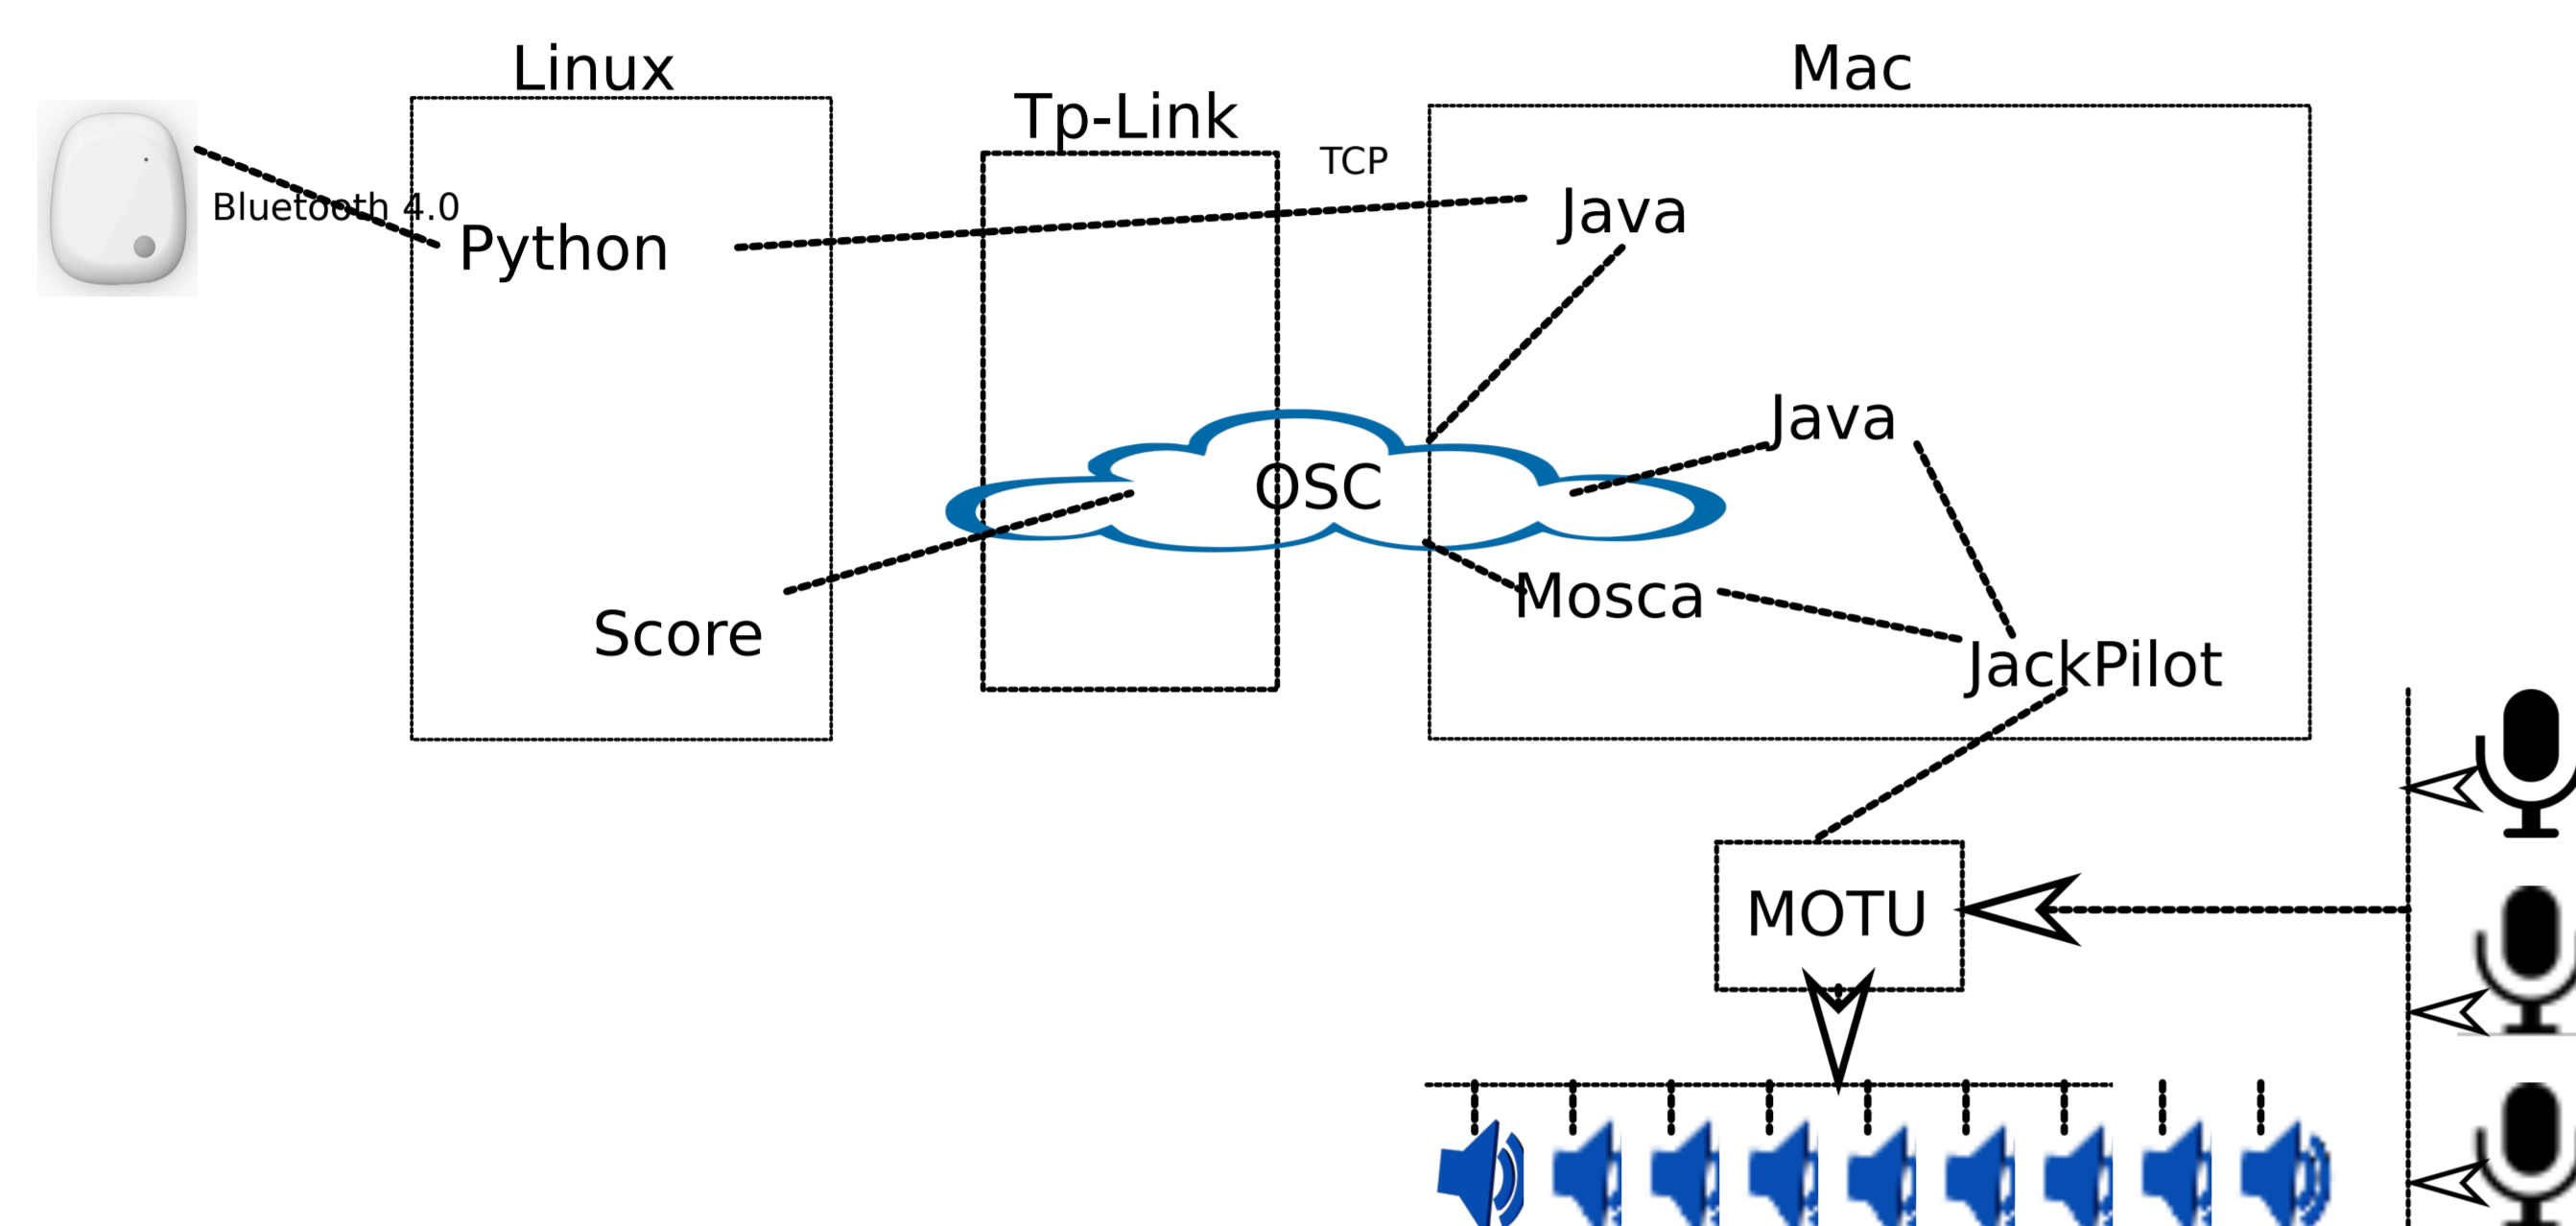 Linux
Mac
Tp-Link
TCP
Bluetooth 4.0
Java
Python
Java
OSC
Mosca
Score
JackPilot
MOTU